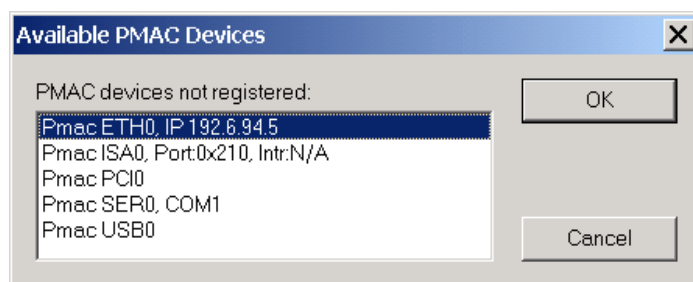 Available PMAC Devices
PMAC devices not registered:
OK
Pmac ETH0, IP 192.6.94.5
Pmac ISA0, Port:0x210, Intr:N/A
Pmac PCI0
Pmac SER0, COM1
Pmac USB0
Cancel